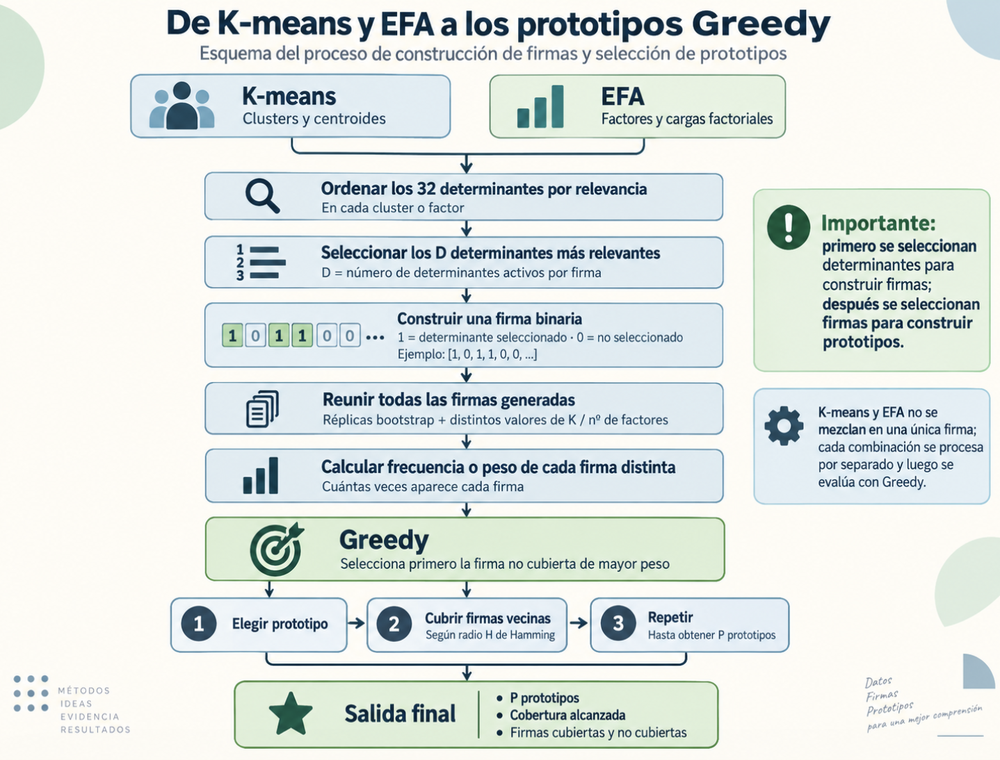 De K-means y EFA a los prototipos Greedy
Esquema del proceso de construcción de firmas y selección de prototipos
K-means
Clusters y centroides
EFA
Factores y cargas factoriales
Ordenar los 32 determinantes por relevancia
En cada cluster o factor
1
2
3
Seleccionar los D determinantes más relevantes
D = número de determinantes activos por firma
1 0 1 1 0 0 ...
Construir una firma binaria
1 = determinante seleccionado · 0 = no seleccionado
Ejemplo: [1, 0, 1, 1, 0, 0, ...]
Reunir todas las firmas generadas
Réplicas bootstrap + distintos valores de K / nº de factores
Calcular frecuencia o peso de cada firma distinta
Cuántas veces aparece cada firma
Greedy
Selecciona primero la firma no cubierta de mayor peso
1 Elegir prototipo
2 Cubrir firmas vecinas
Según radio H de Hamming
3 Repetir
Hasta obtener P prototipos
Salida final
• P prototipos
• Cobertura alcanzada
• Firmas cubiertas y no cubiertas
! Importante:
primero se seleccionan
determinantes para
construir firmas;
después se seleccionan
firmas para construir
prototipos.
K-means y EFA no se
mezclan en una única firma;
cada combinación se procesa
por separado y luego se
evalúa con Greedy.
MÉTODOS
IDEAS
EVIDENCIA
RESULTADOS
Datos
Firmas
Prototipos
para una mejor comprensión